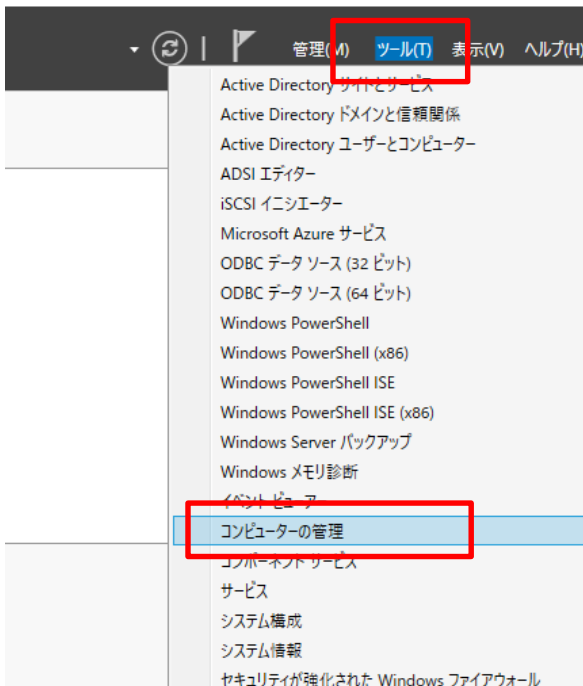 管理(M) ツール(T) 表示(V) ヘルプ(H)
Active Directory サイトとサービス
Active Directory ドメインと信頼関係
Active Directory ユーザーとコンピューター
ADSI エディター
iSCSI イニシエーター
Microsoft Azure サービス
ODBC データ ソース (32 ビット)
ODBC データ ソース (64 ビット)
Windows PowerShell
Windows PowerShell (x86)
Windows PowerShell ISE
Windows PowerShell ISE (x86)
Windows Server バックアップ
Windows メモリ診断
イベント ビューアー
コンピューターの管理
コンポーネント サービス
サービス
システム構成
システム情報
セキュリティが強化された Windows ファイアウォール